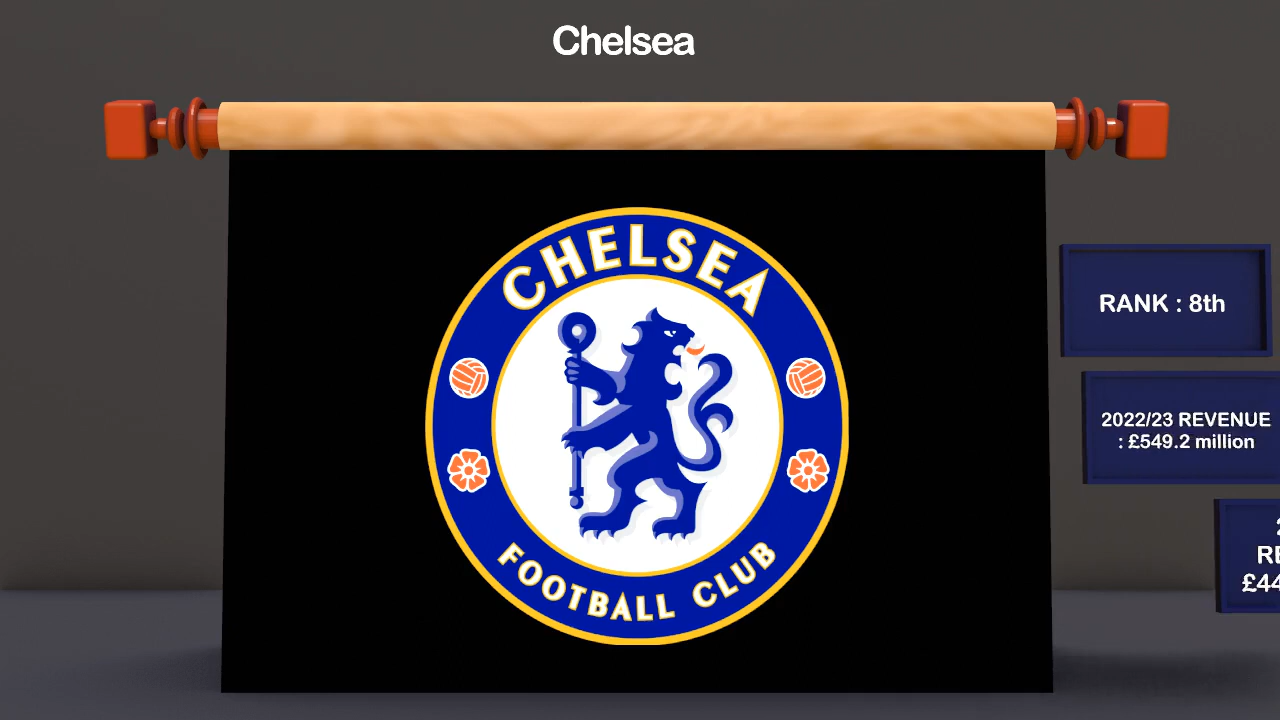 Chelsea
CHELSEA
FOOTBALL CLUB
RANK : 8th
2022/23 REVENUE
: £549.2 million